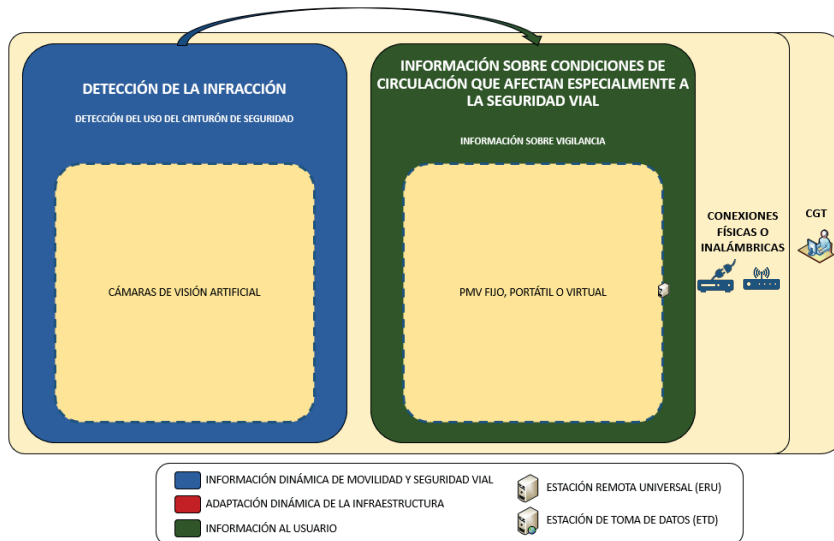 DETECCIÓN DE LA INFRACCIÓN
DETECCIÓN DEL USO DEL CINTURÓN DE SEGURIDAD
CÁMARAS DE VISIÓN ARTIFICIAL
INFORMACIÓN SOBRE CONDICIONES DE
CIRCULACIÓN QUE AFECTAN ESPECIALMENTE A
LA SEGURIDAD VIAL
INFORMACIÓN SOBRE VIGILANCIA
PMV FIJO, PORTÁTIL O VIRTUAL
CONEXIONES
FÍSICAS O
INALÁMBRICAS
CGT
INFORMACIÓN DINÁMICA DE MOVILIDAD Y SEGURIDAD VIAL
ADAPTACIÓN DINÁMICA DE LA INFRAESTRUCTURA
INFORMACIÓN AL USUARIO
ESTACIÓN REMOTA UNIVERSAL (ERU)
ESTACIÓN DE TOMA DE DATOS (ETD)